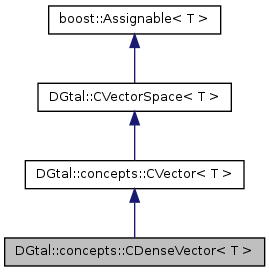 boost::Assignable< T >
DGtal::CVectorSpace< T >
DGtal::concepts::CVector< T >
DGtal::concepts::CDenseVector< T >